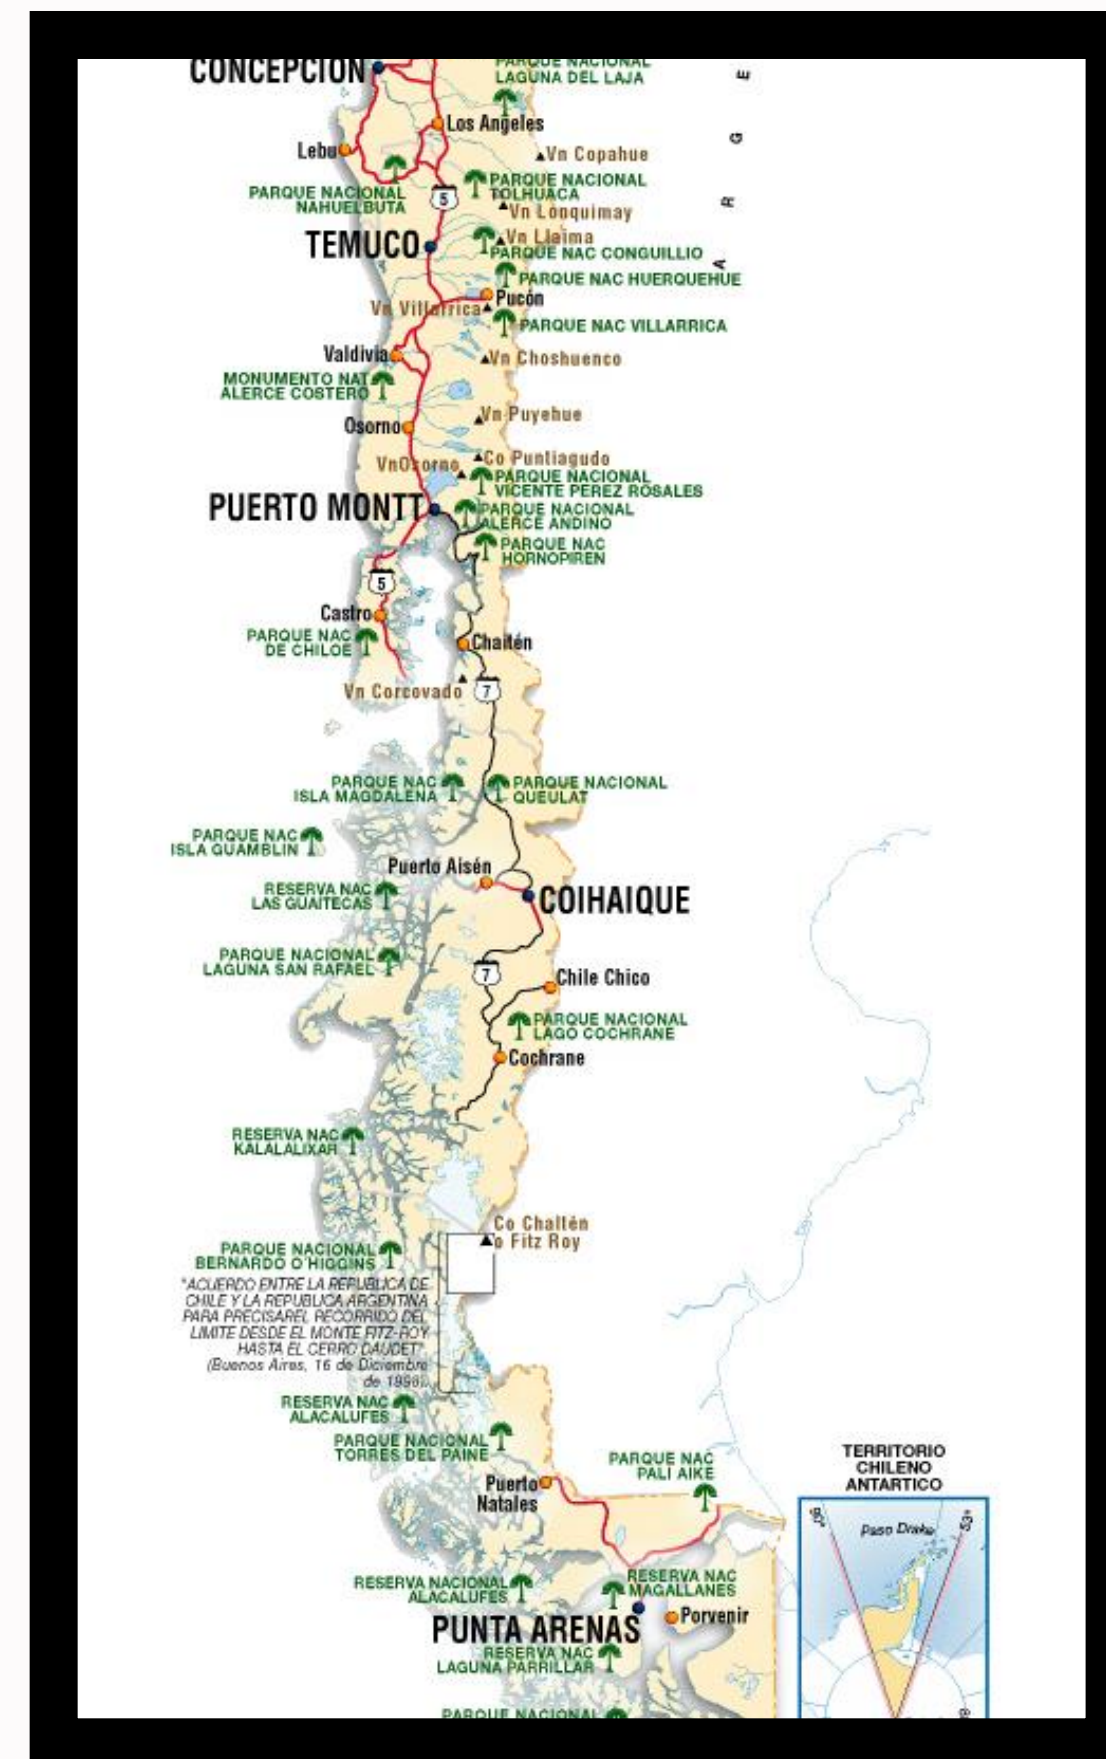 CONCEPCION
PARQUE NACIONAL
LAGUNA DEL LAJA
E
G
R
A
Los Angeles
Lebu
Vn Copahue
PARQUE NACIONAL
TOLHUACA
PARQUE NACIONAL
NAHUELBUTA
5
Vn Lonquimay
TEMUCO
Vn Llaima
PARQUE NAC CONGUILLIO
PARQUE NAC HUERQUEHUE
Pucón
Vn Villarrica
PARQUE NAC VILLARRICA
Valdivia
Vn Choshuenco
MONUMENTO NAT
ALERCE COSTERO
Vn Puyehue
Osorno
Co Puntiagudo
VnOsorno
PARQUE NACIONAL
VICENTE PEREZ ROSALES
PUERTO MONTT
PARQUE NACIONAL
ALERCE ANDINO
PARQUE NAC
HORNOPIREN
5
Castro
PARQUE NAC
DE CHILOE
Chaitén
Vn Corcovado
7
PARQUE NAC
ISLA MAGDALENA
PARQUE NACIONAL
QUEULAT
PARQUE NAC
ISLA GUAMBLIN
Puerto Aisén
RESERVA NAC
LAS GUAITECAS
COIHAIQUE
PARQUE NACIONAL
LAGUNA SAN RAFAEL
7
Chile Chico
PARQUE NACIONAL
LAGO COCHRANE
Cochrane
RESERVA NAC
KALALALIXAR
Co Chaltén
o Fitz Roy
PARQUE NACIONAL
BERNARDO O'HIGGINS
"ACUERDO ENTRE LA REPUBLICA DE
CHILE Y LA REPUBLICA ARGENTINA
PARA PRECISAREL RECORRIDO DEL
LIMITE DESDE EL MONTE FITZ-ROY
HASTA EL CERRO DAUDET".
(Buenos Aires, 16 de Diciembre
de 1998).
RESERVA NAC
ALACALUFES
PARQUE NACIONAL
TORRES DEL PAINE
PARQUE NAC
PALI AIKE
Puerto
Natales
TERRITORIO
CHILENO
ANTARTICO
90°
Paso Drake
53°
RESERVA NACIONAL
ALACALUFES
RESERVA NAC
MAGALLANES
Porvenir
PUNTA ARENAS
RESERVA NAC
LAGUNA PARRILLAR
PARQUE NACIONAL